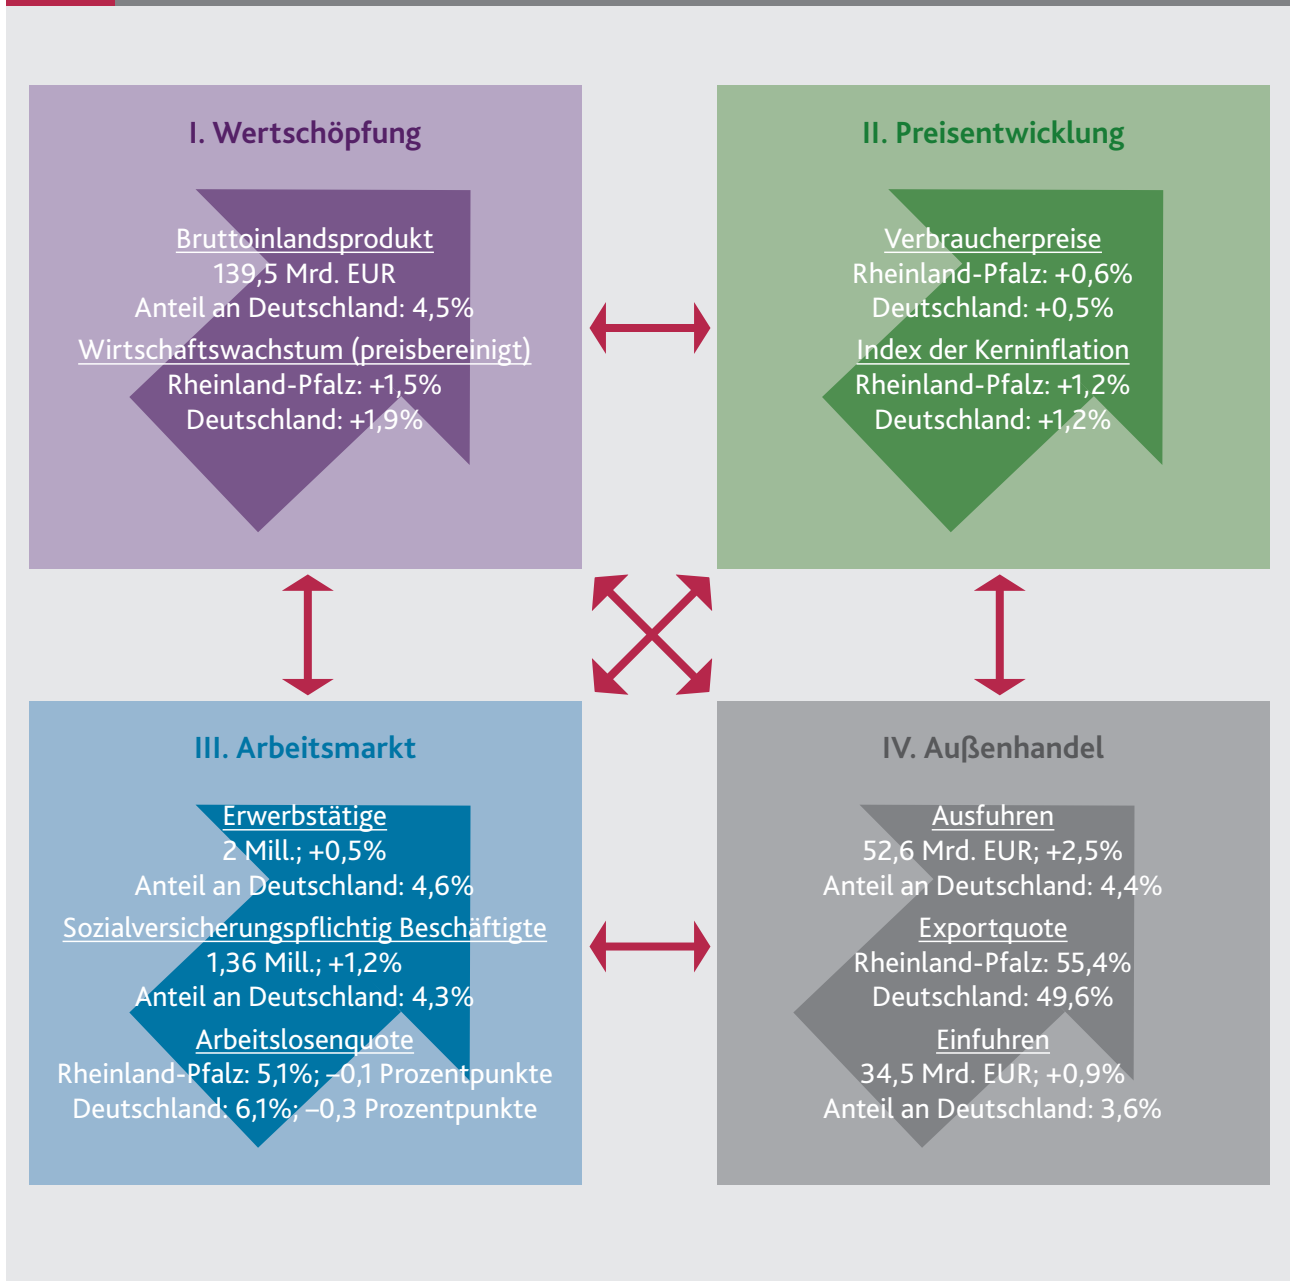 I. Wertschöpfung
Bruttoinlandsprodukt
139,5 Mrd. EUR
Anteil an Deutschland: 4,5%
Wirtschaftswachstum (preisbereinigt)
Rheinland-Pfalz: +1,5%
Deutschland: +1,9%
II. Preisentwicklung
Verbraucherpreise
Rheinland-Pfalz: +0,6%
Deutschland: +0,5%
Index der Kerninflation
Rheinland-Pfalz: +1,2%
Deutschland: +1,2%
III. Arbeitsmarkt
Erwerbstätige
2 Mill.; +0,5%
Anteil an Deutschland: 4,6%
Sozialversicherungspflichtig Beschäftigte
1,36 Mill.; +1,2%
Anteil an Deutschland: 4,3%
Arbeitslosenquote
Rheinland-Pfalz: 5,1%; –0,1 Prozentpunkte
Deutschland: 6,1%; –0,3 Prozentpunkte
IV. Außenhandel
Ausfuhren
52,6 Mrd. EUR; +2,5%
Anteil an Deutschland: 4,4%
Exportquote
Rheinland-Pfalz: 55,4%
Deutschland: 49,6%
Einfuhren
34,5 Mrd. EUR; +0,9%
Anteil an Deutschland: 3,6%